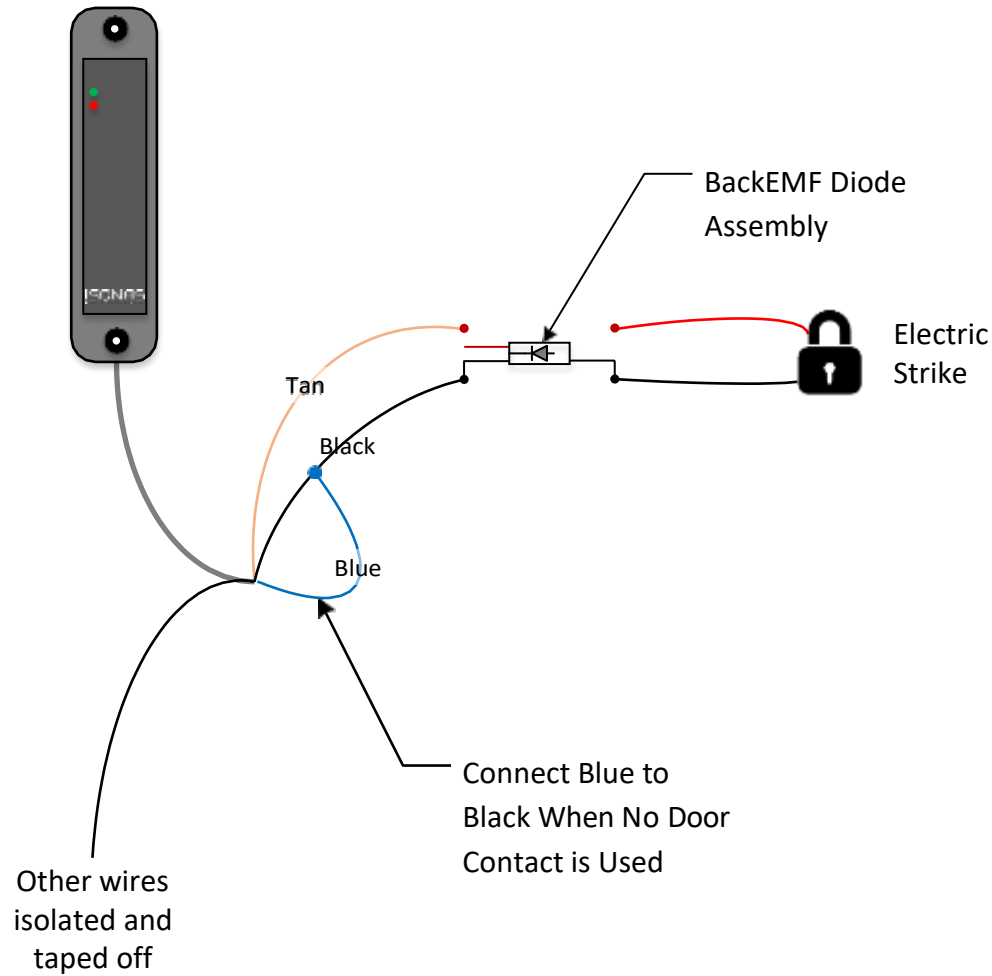 BackEMF Diode
Assembly
Electric
Strike
Tan
Black
Blue
Connect Blue to
Black When No Door
Contact is Used
Other wires
isolated and
taped off